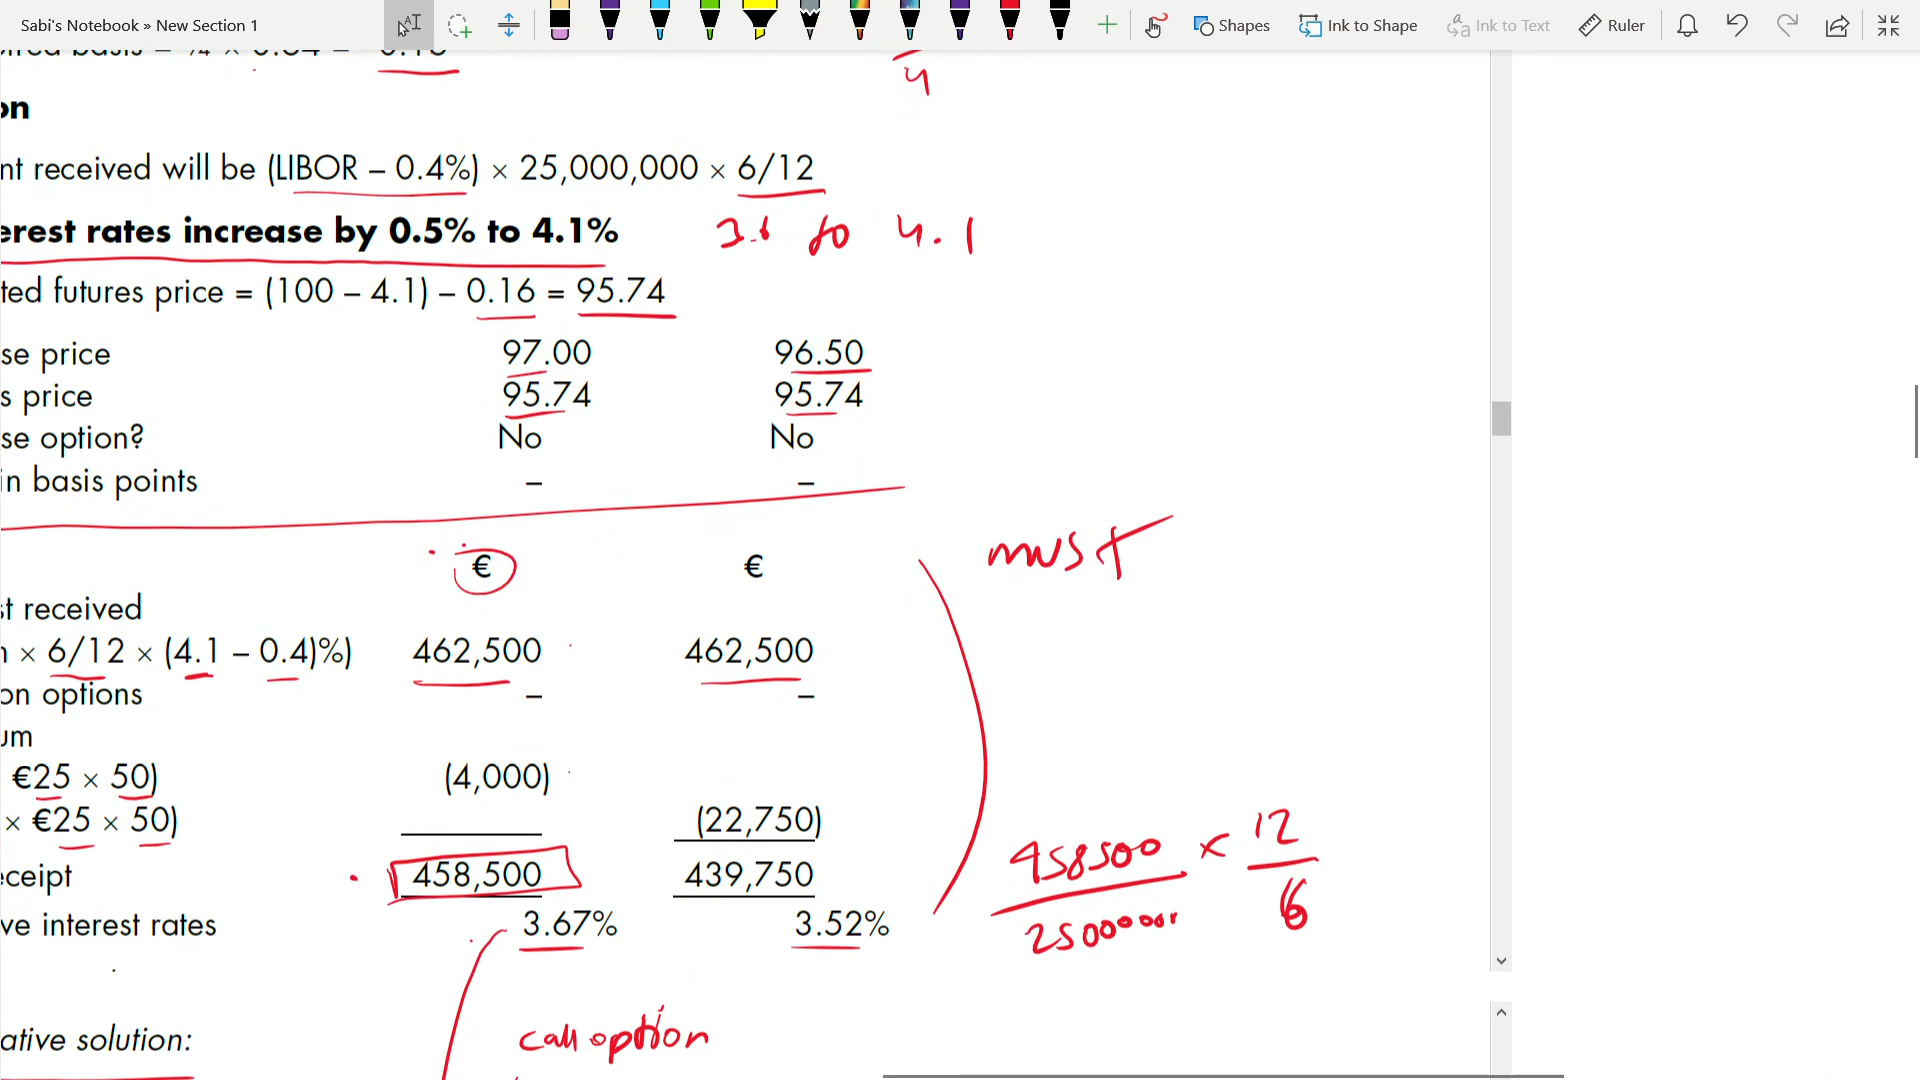 Sabi's Notebook » New Section 1
Shapes
Ink to Shape
Ink to Text
Ruler
4
on
nt received will be (LIBOR – 0.4%) × 25,000,000 × 6/12
erest rates increase by 0.5% to 4.1% 3.6 to 4.1
ted futures price = (100 – 4.1) – 0.16 = 95.74
se price 97.00 96.50
s price 95.74 95.74
se option? No No
in basis points – –
must
€ €
st received
× 6/12 × (4.1 – 0.4)%) 462,500 462,500
on options – –
um
€25 × 50) (4,000)
× €25 × 50) (22,750)
458500 × 12
ceipt 458,500 439,750
25000000 6
ve interest rates 3.67% 3.52%
call option
ative solution: